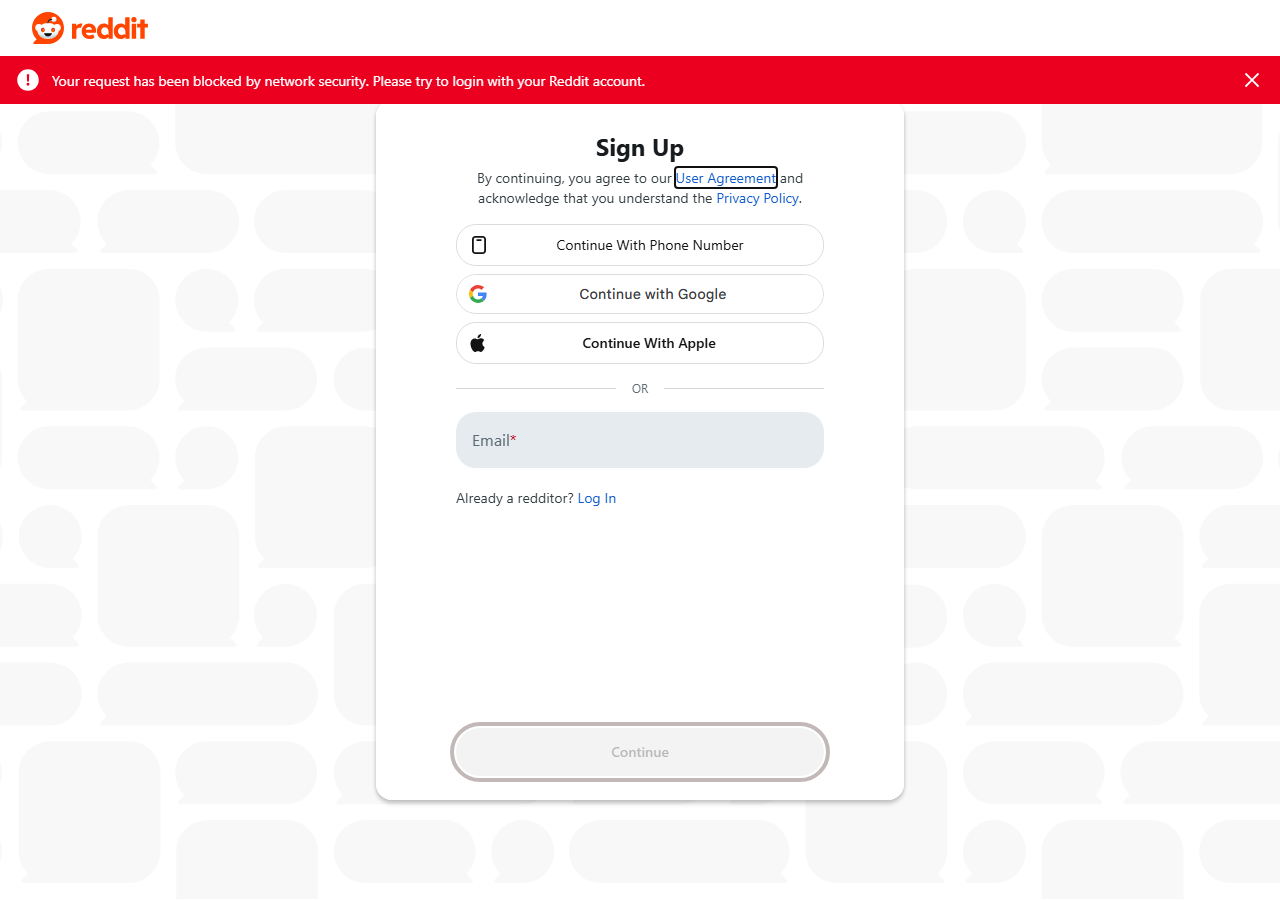 reddit
Your request has been blocked by network security. Please try to login with your Reddit account.
Sign Up
By continuing, you agree to our User Agreement and
acknowledge that you understand the Privacy Policy.
Continue With Phone Number
Continue with Google
Continue With Apple
OR
Email*
Already a redditor? Log In
Continue